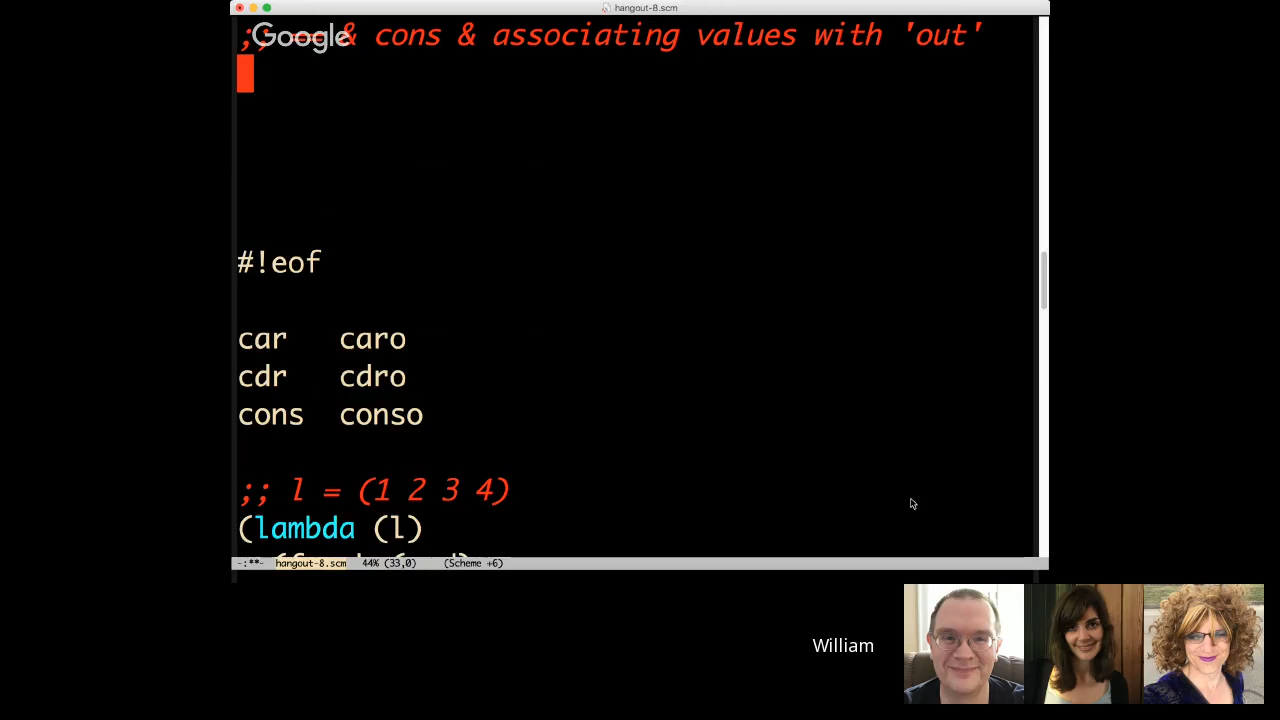 hangout-8.scm
Google
;; == & cons & associating values with 'out'
#!eof
car caro
cdr cdro
cons conso
;; l = (1 2 3 4)
(lambda (l)
-:**- hangout-8.scm 44% (33,0) (Scheme +6)
William